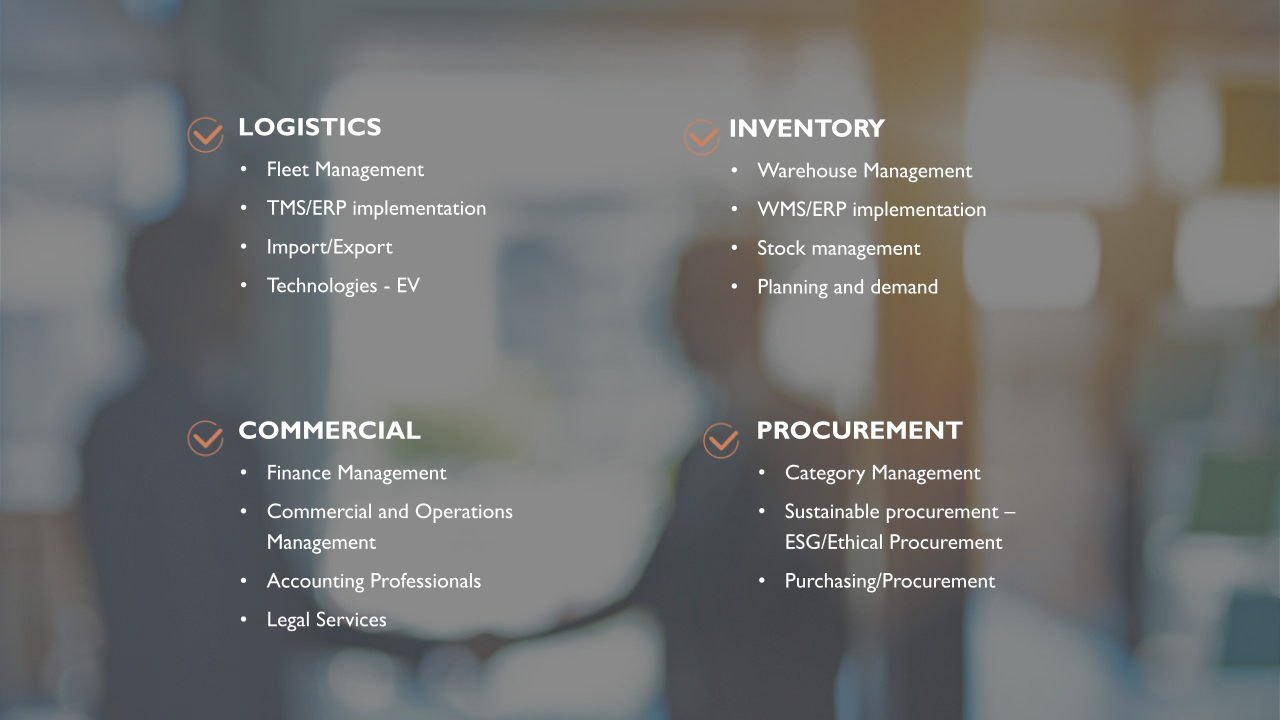 LOGISTICS
• Fleet Management
• TMS/ERP implementation
• Import/Export
• Technologies - EV
INVENTORY
• Warehouse Management
• WMS/ERP implementation
• Stock management
• Planning and demand
COMMERCIAL
• Finance Management
• Commercial and Operations
Management
• Accounting Professionals
• Legal Services
PROCUREMENT
• Category Management
• Sustainable procurement –
ESG/Ethical Procurement
• Purchasing/Procurement